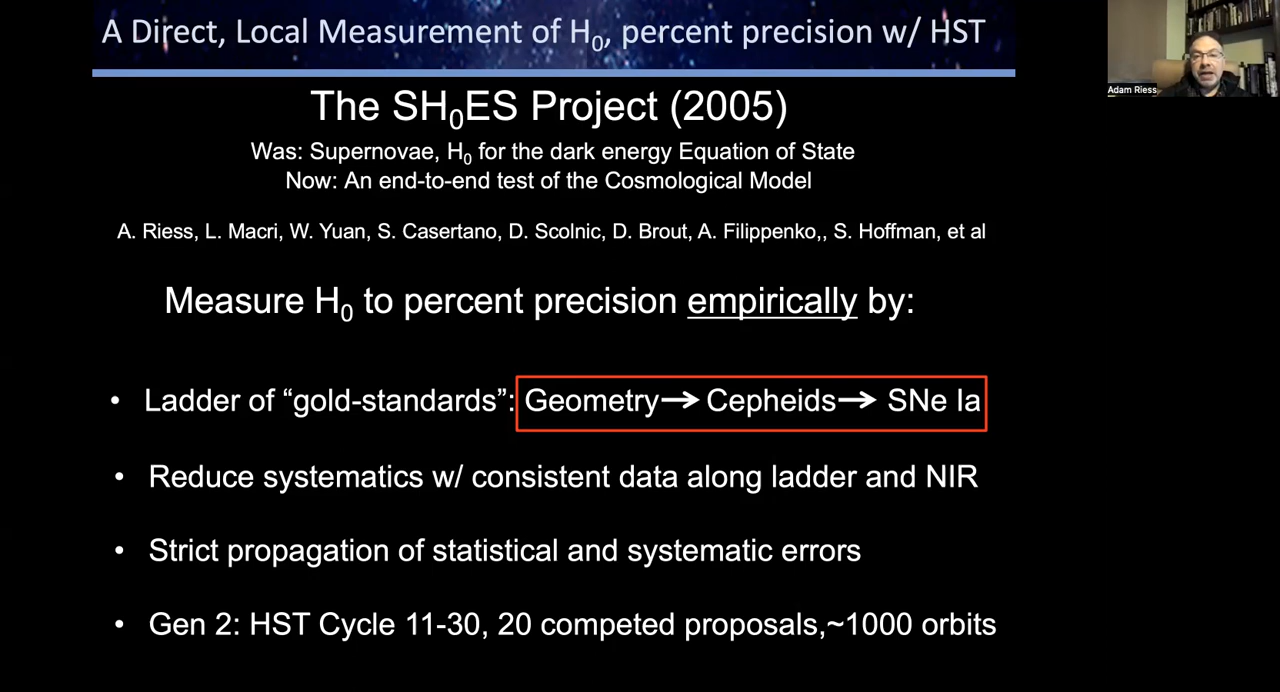 A Direct, Local Measurement of H₀, percent precision w/ HST
Adam Riess
The SH₀ES Project (2005)
Was: Supernovae, H₀ for the dark energy Equation of State
Now: An end-to-end test of the Cosmological Model
A. Riess, L. Macri, W. Yuan, S. Casertano, D. Scolnic, D. Brout, A. Filippenko,, S. Hoffman, et al
Measure H₀ to percent precision empirically by:
• Ladder of “gold-standards”: Geometry→ Cepheids→ SNe Ia
• Reduce systematics w/ consistent data along ladder and NIR
• Strict propagation of statistical and systematic errors
• Gen 2: HST Cycle 11-30, 20 competed proposals,~1000 orbits